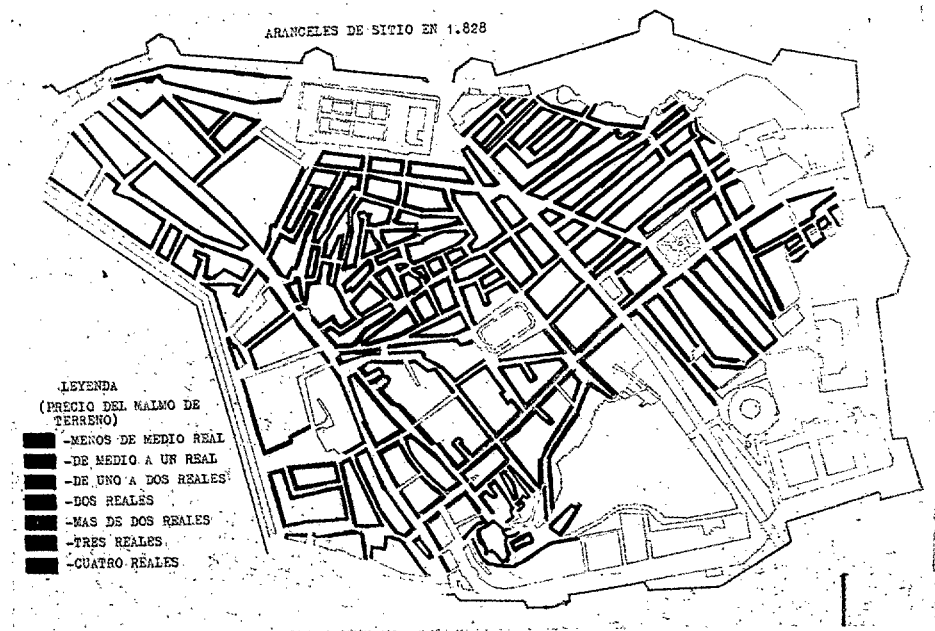 ARANCELES DE SITIO EN 1.828
LEYENDA
(PRECIO DEL MALMO DE
TERRENO)
-MENOS DE MEDIO REAL
-DE MEDIO A UN REAL
-DE UNO A DOS REALES
-DOS REALES
-MAS DE DOS REALES
-TRES REALES
-CUATRO REALES